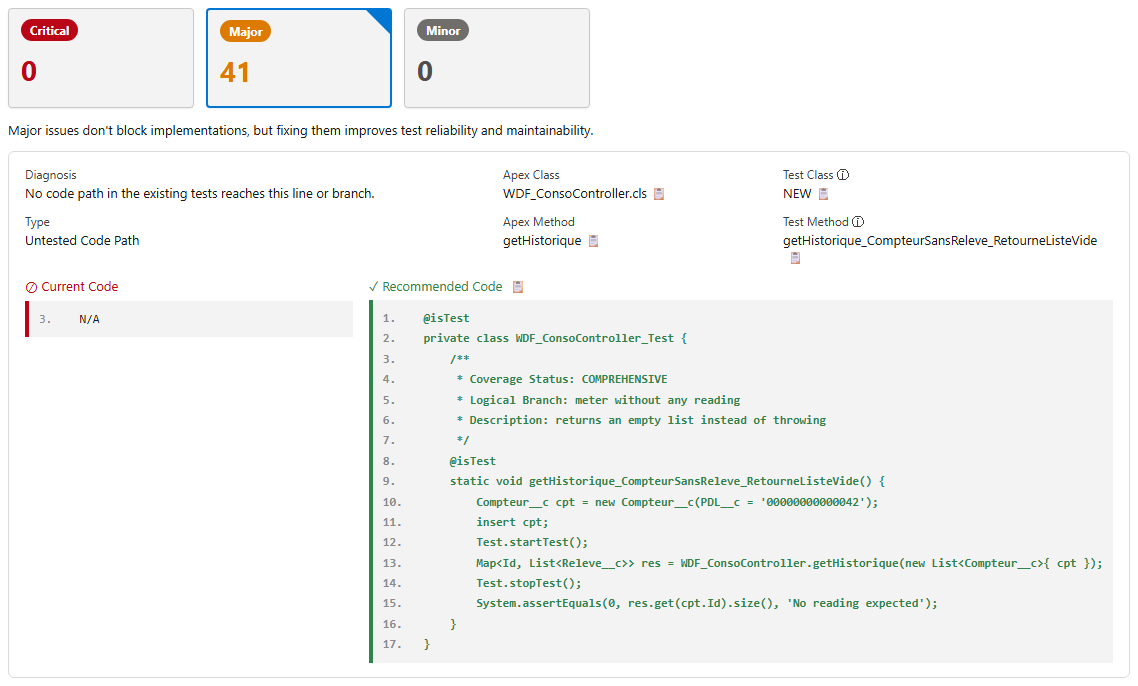 Critical
0
Major
41
Minor
0
Major issues don't block implementations, but fixing them improves test reliability and maintainability.
Diagnosis
No code path in the existing tests reaches this line or branch.
Apex Class
WDF_ConsoController.cls
Test Class
NEW
Type
Untested Code Path
Apex Method
getHistorique
Test Method
getHistorique_CompteurSansReleve_RetourneListeVide
Current Code
3. N/A
Recommended Code
1. @isTest
2. private class WDF_ConsoController_Test {
3. /**
4. * Coverage Status: COMPREHENSIVE
5. * Logical Branch: meter without any reading
6. * Description: returns an empty list instead of throwing
7. */
8. @isTest
9. static void getHistorique_CompteurSansReleve_RetourneListeVide() {
10. Compteur__c cpt = new Compteur__c(PDL__c = '00000000000042');
11. insert cpt;
12. Test.startTest();
13. Map<Id, List<Releve__c>> res = WDF_ConsoController.getHistorique(new List<Compteur__c>{ cpt });
14. Test.stopTest();
15. System.assertEquals(0, res.get(cpt.Id).size(), 'No reading expected');
16. }
17. }